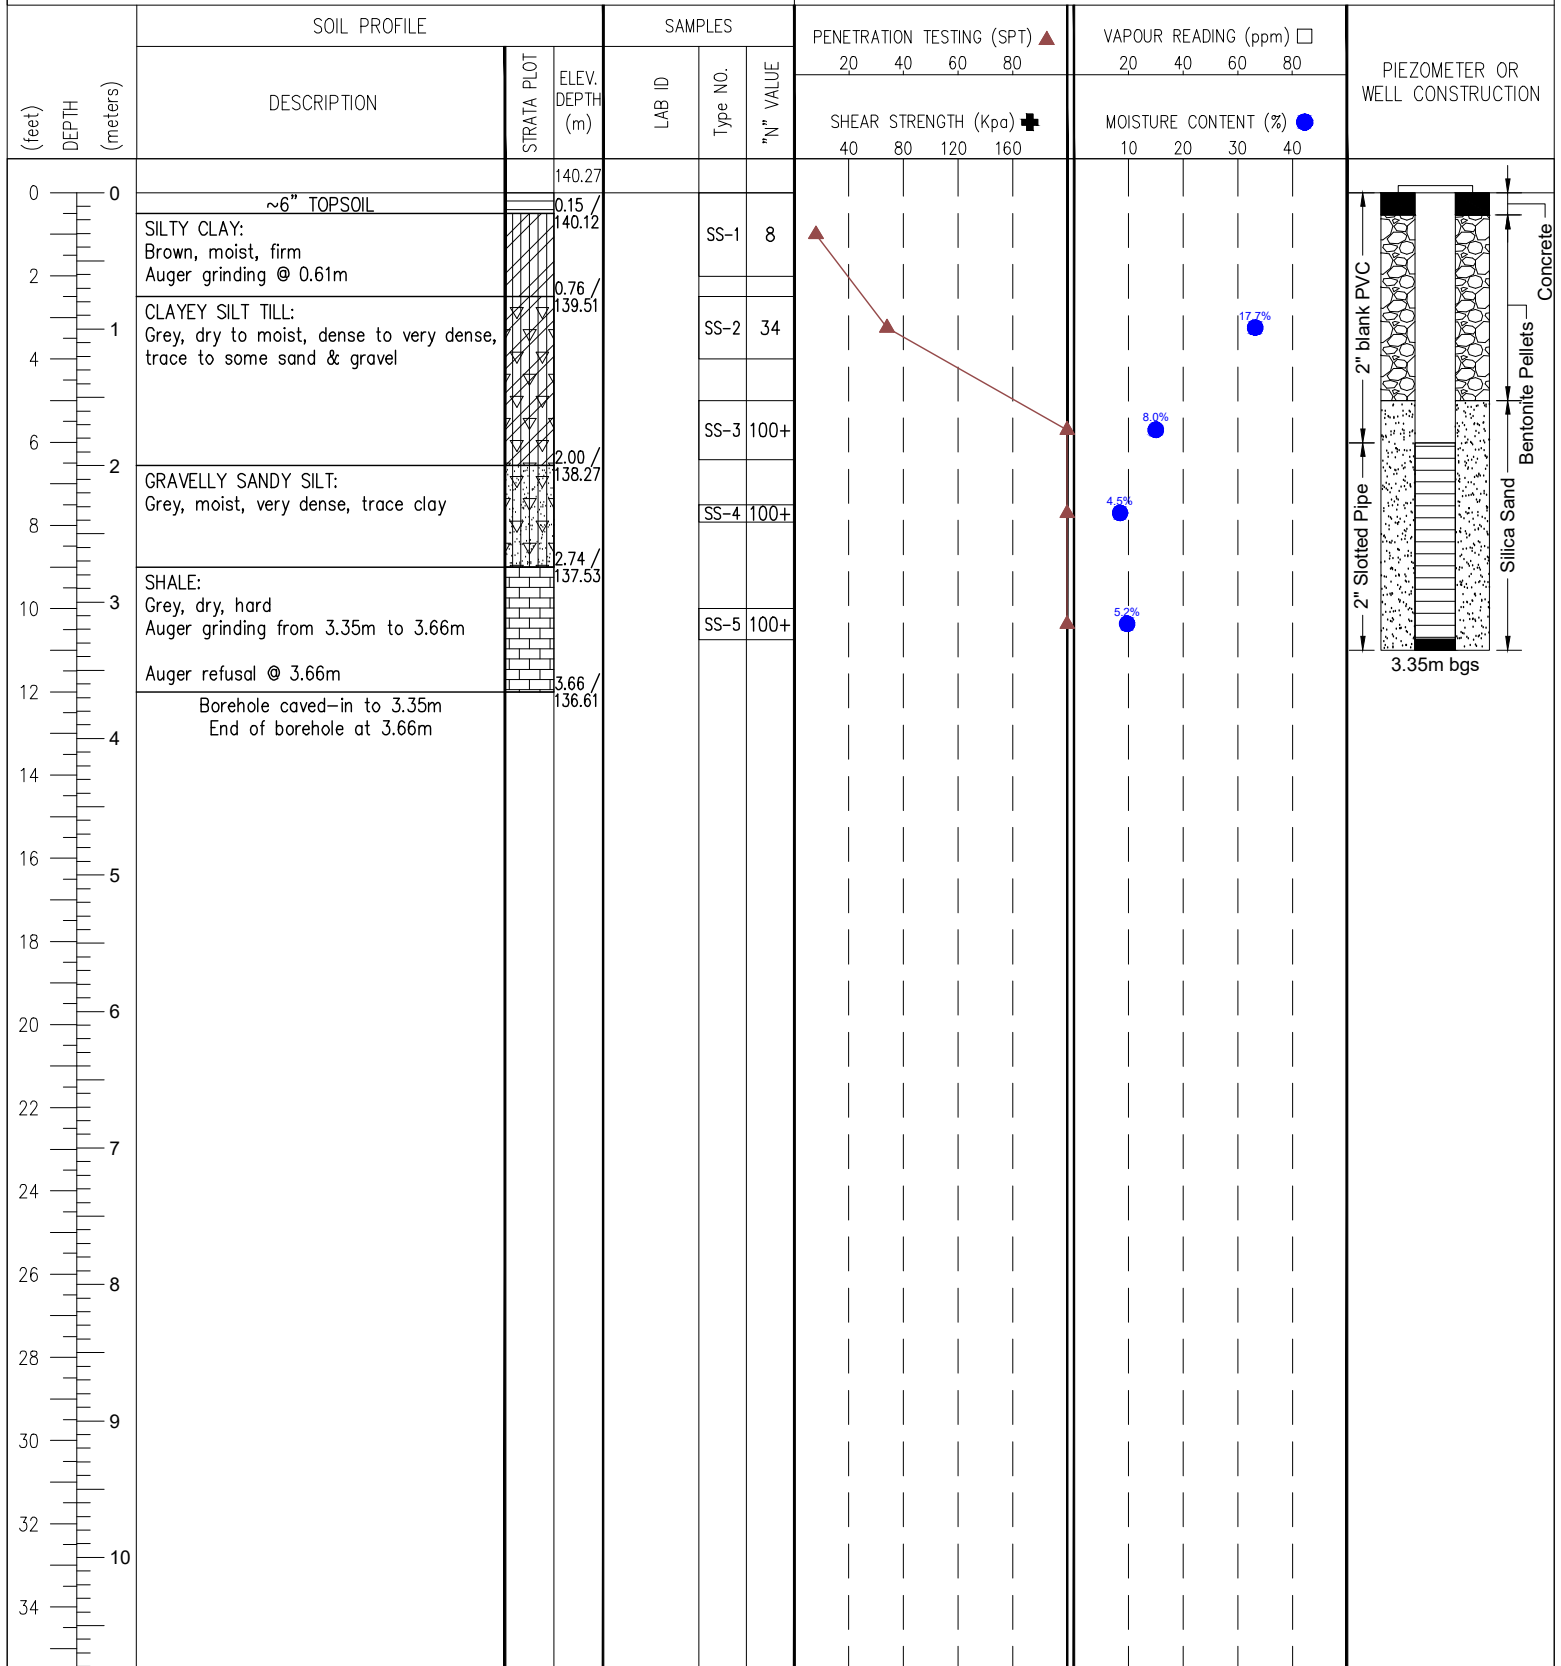 SOIL PROFILE
SAMPLES
PENETRATION TESTING (SPT)
20 40 60 80
SHEAR STRENGTH (Kpa)
40 80 120 160
VAPOUR READING (ppm)
20 40 60 80
MOISTURE CONTENT (%)
10 20 30 40
PIEZOMETER OR
WELL CONSTRUCTION
(feet)
DEPTH
(meters)
DESCRIPTION
STRATA PLOT
ELEV.
DEPTH
(m)
LAB ID
Type NO.
"N" VALUE
140.27
0 0
~6" TOPSOIL
0.15 /
140.12
SILTY CLAY:
Brown, moist, firm
Auger grinding @ 0.61m
SS-1 8
2
0.76 /
139.51
CLAYEY SILT TILL:
Grey, dry to moist, dense to very dense,
trace to some sand & gravel
1
SS-2 34
17.7%
4
SS-3 100+
8.0%
6
2.00 /
138.27
2
GRAVELLY SANDY SILT:
Grey, moist, very dense, trace clay
SS-4 100+
4.5%
8
2.74 /
137.53
SHALE:
Grey, dry, hard
Auger grinding from 3.35m to 3.66m
Auger refusal @ 3.66m
3
10
SS-5 100+
5.2%
3.66 /
136.61
12
Borehole caved-in to 3.35m
End of borehole at 3.66m
2" blank PVC
2" Slotted Pipe
Concrete
Bentonite Pellets
Silica Sand
3.35m bgs
4
14
16
5
18
6
20
22
7
24
26
8
28
9
30
32
10
34